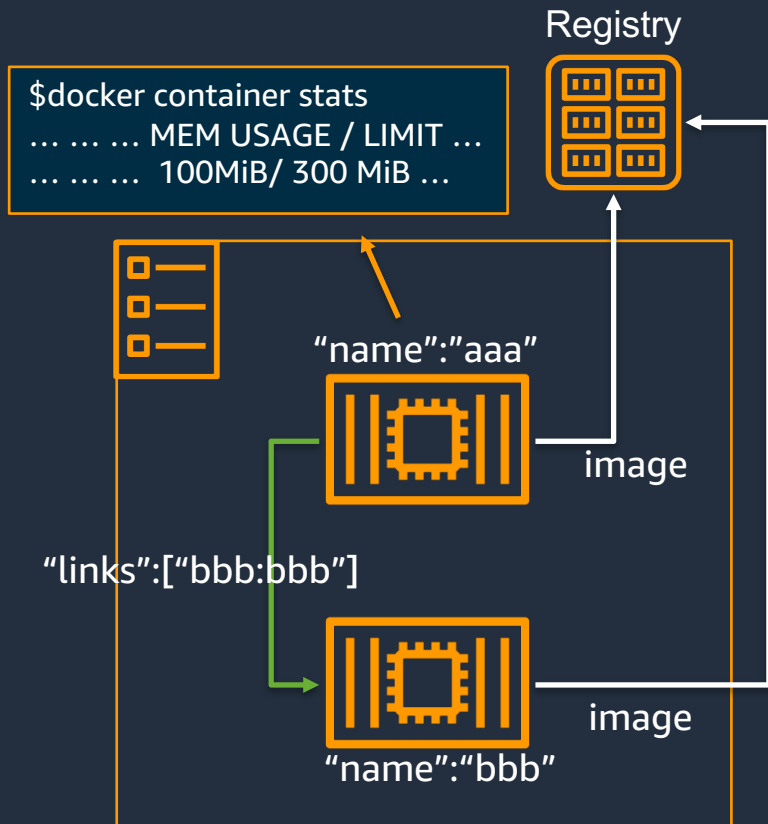 Registry
$docker container stats
… … … MEM USAGE / LIMIT …
… … … 100MiB/ 300 MiB …
“name”:”aaa”
image
“links”:[“bbb:bbb”]
image
“name”:“bbb”